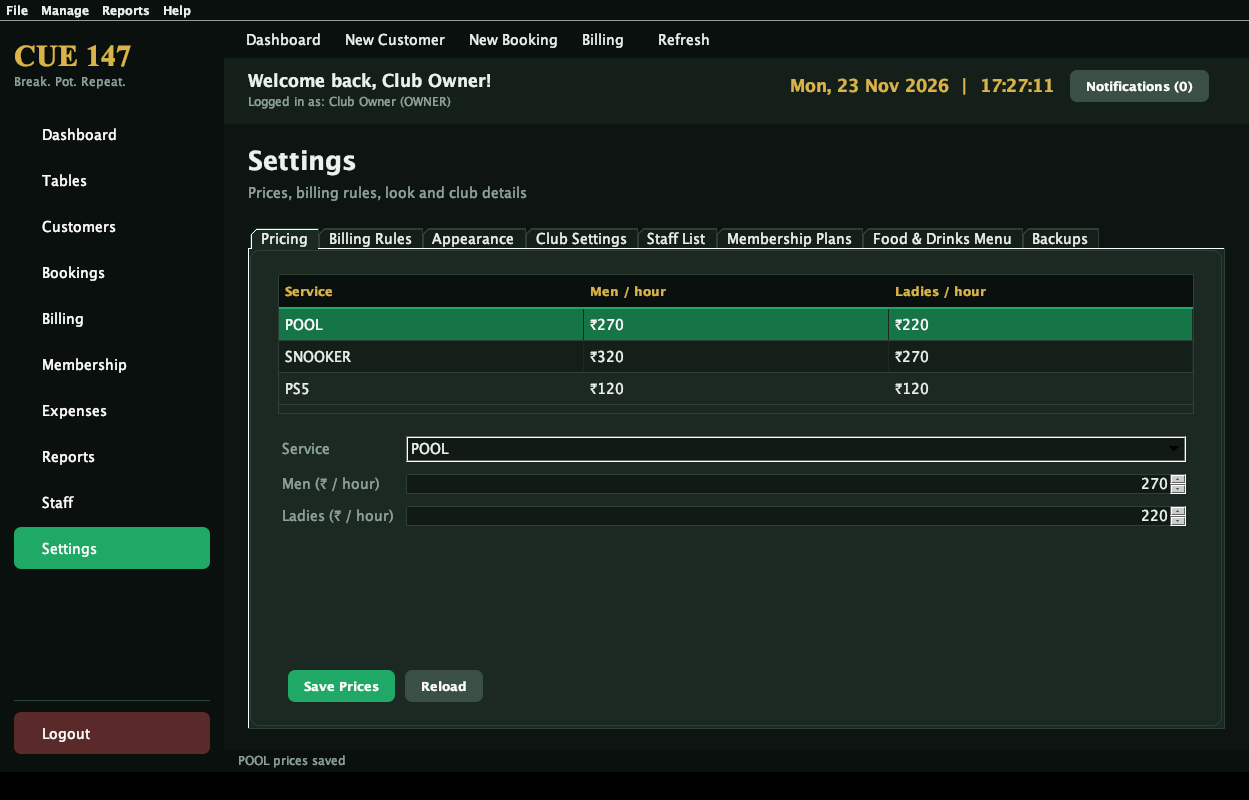 File Manage Reports Help
CUE 147
Break. Pot. Repeat.
Dashboard New Customer New Booking Billing Refresh
Welcome back, Club Owner!
Logged in as: Club Owner (OWNER)
Mon, 23 Nov 2026 | 17:27:11
Notifications (0)
Dashboard
Tables
Customers
Bookings
Billing
Membership
Expenses
Reports
Staff
Settings
Logout
Settings
Prices, billing rules, look and club details
Pricing Billing Rules Appearance Club Settings Staff List Membership Plans Food & Drinks Menu Backups
Service Men / hour Ladies / hour
POOL ₹270 ₹220
SNOOKER ₹320 ₹270
PS5 ₹120 ₹120
Service POOL
Men (₹ / hour) 270
Ladies (₹ / hour) 220
Save Prices Reload
POOL prices saved